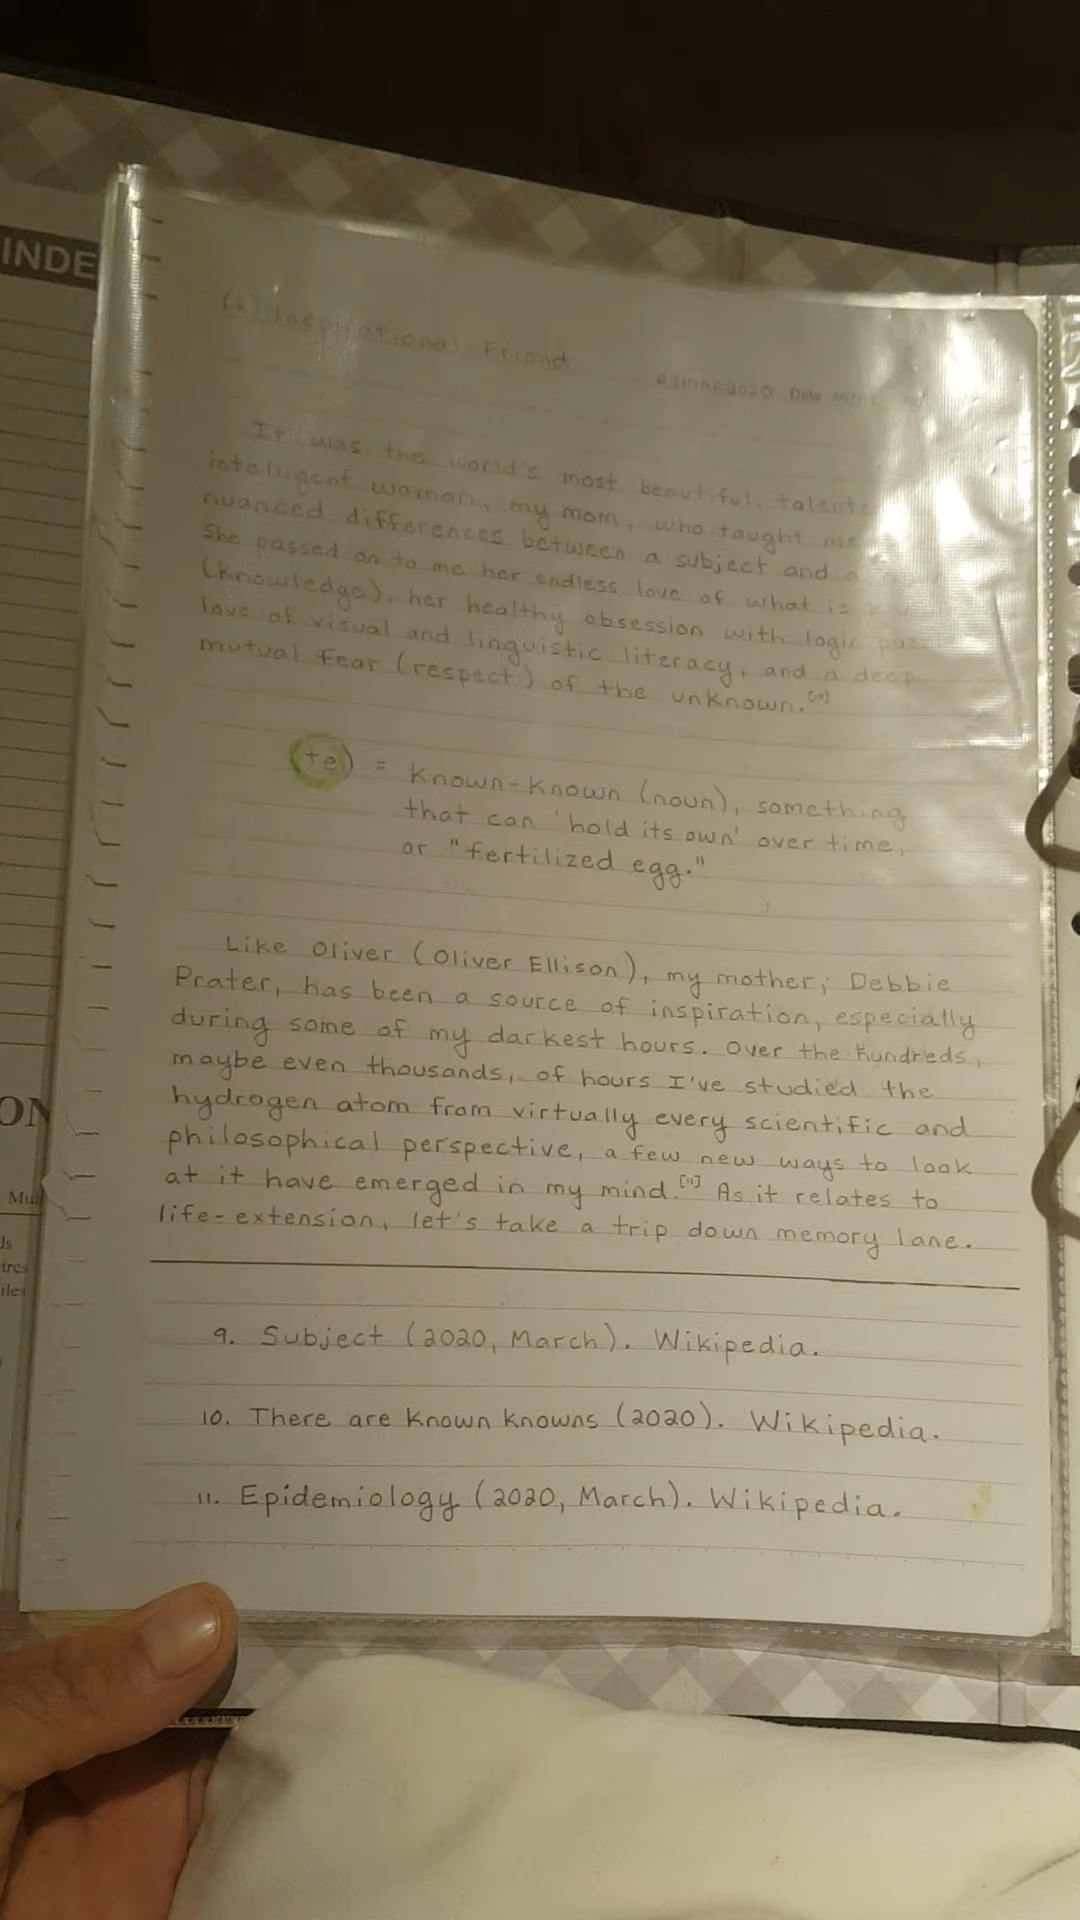 INDE
(2) Inspirational Friend
23MAR2020 Date
It was the world's most beautiful,
intelligent woman, my mom, who taught me
nuanced differences between a subject and a
She passed on to me her endless love of what is
(knowledge), her healthy obsession with logic
love of visual and linguistic literacy, and a deep
mutual fear (respect) of the unknown.[10]
(te) = known-known (noun), something
that can 'hold its own' over time,
or "fertilized egg."
Like Oliver (Oliver Ellison), my mother; Debbie
Prater, has been a source of inspiration, especially
during some of my darkest hours. Over the hundreds,
maybe even thousands, of hours I've studied the
hydrogen atom from virtually every scientific and
philosophical perspective, a few new ways to look
at it have emerged in my mind.[11] As it relates to
life-extension, let's take a trip down memory lane.
9. Subject (2020, March). Wikipedia.
10. There are known knowns (2020). Wikipedia.
11. Epidemiology (2020, March). Wikipedia.